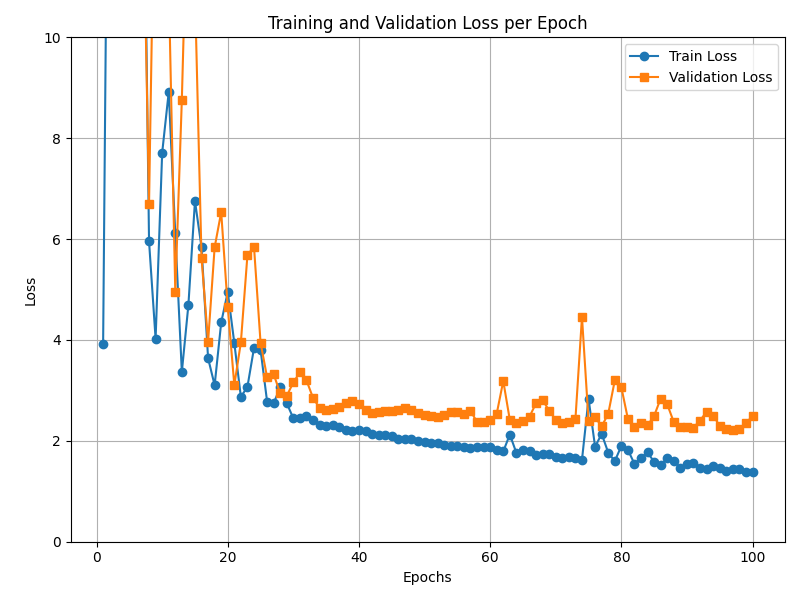 Training and Validation Loss per Epoch
Train Loss
Validation Loss
10
8
6
4
2
0
Loss
0 20 40 60 80 100
Epochs